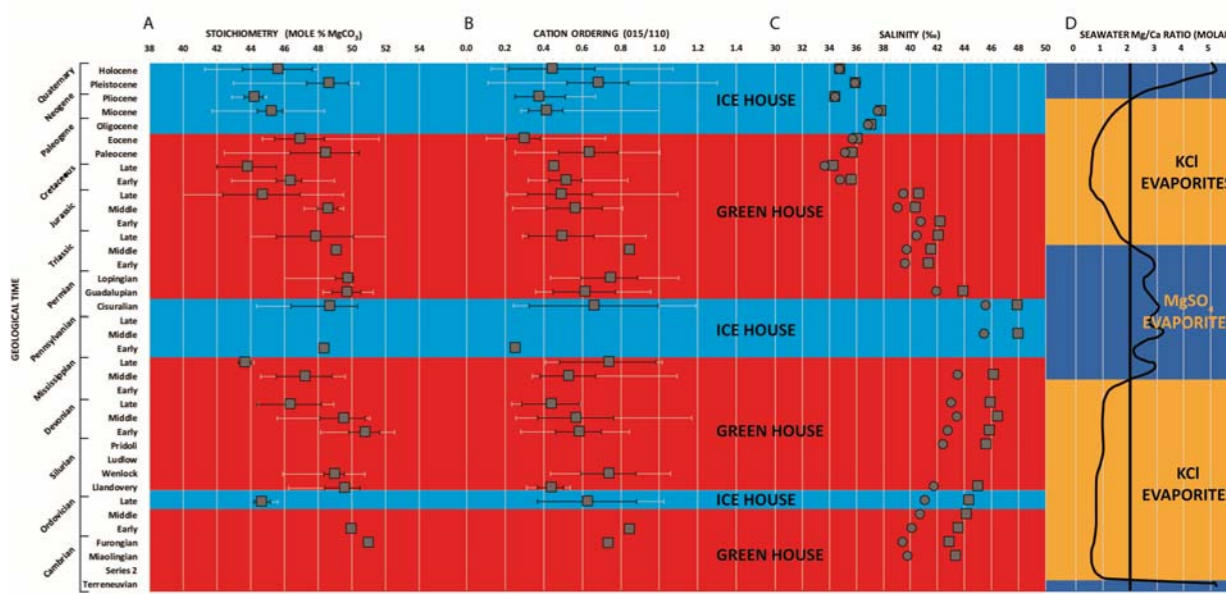 A B C D
STOICHIOMETRY (MOLE % MgCO3) CATION ORDERING (015/110) SALINITY (‰) SEAWATER Mg/Ca RATIO (MOLA
38 40 42 44 46 48 50 52 54 0.0 0.2 0.4 0.6 0.8 1.0 1.2 1.4 30 32 34 36 38 40 42 44 46 48 50 0 1 2 3 4 5
GEOLOGICAL TIME
Quaternary
Neogene
Paleogene
Cretaceous
Jurassic
Triassic
Permian
Pennsylvanian
Mississippian
Devonian
Silurian
Ordovician
Cambrian
Holocene
Pleistocene
Pliocene
Miocene
Oligocene
Eocene
Paleocene
Late
Early
Late
Middle
Early
Late
Middle
Early
Lopingian
Guadalupian
Cisuralian
Late
Middle
Early
Late
Middle
Early
Late
Middle
Early
Pridoli
Ludlow
Wenlock
Llandovery
Late
Middle
Early
Furongian
Miaolingian
Series 2
Terreneuvian
ICE HOUSE
GREEN HOUSE
ICE HOUSE
GREEN HOUSE
ICE HOUSE
GREEN HOUSE
KCl
EVAPORITES
MgSO4
EVAPORITE
KCl
EVAPORITES